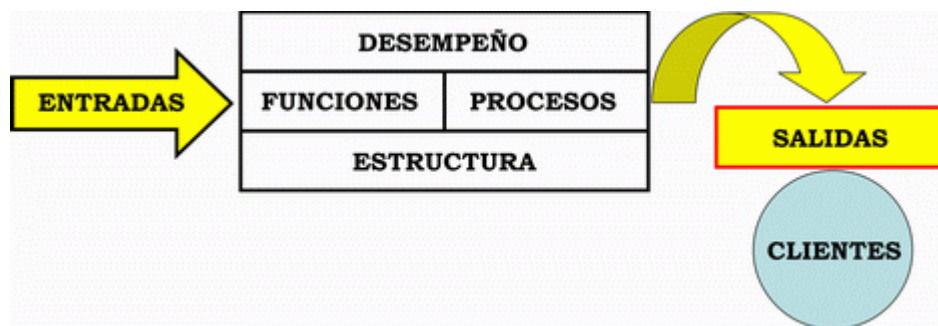 DESEMPEÑO
ENTRADAS
FUNCIONES
PROCESOS
ESTRUCTURA
SALIDAS
CLIENTES